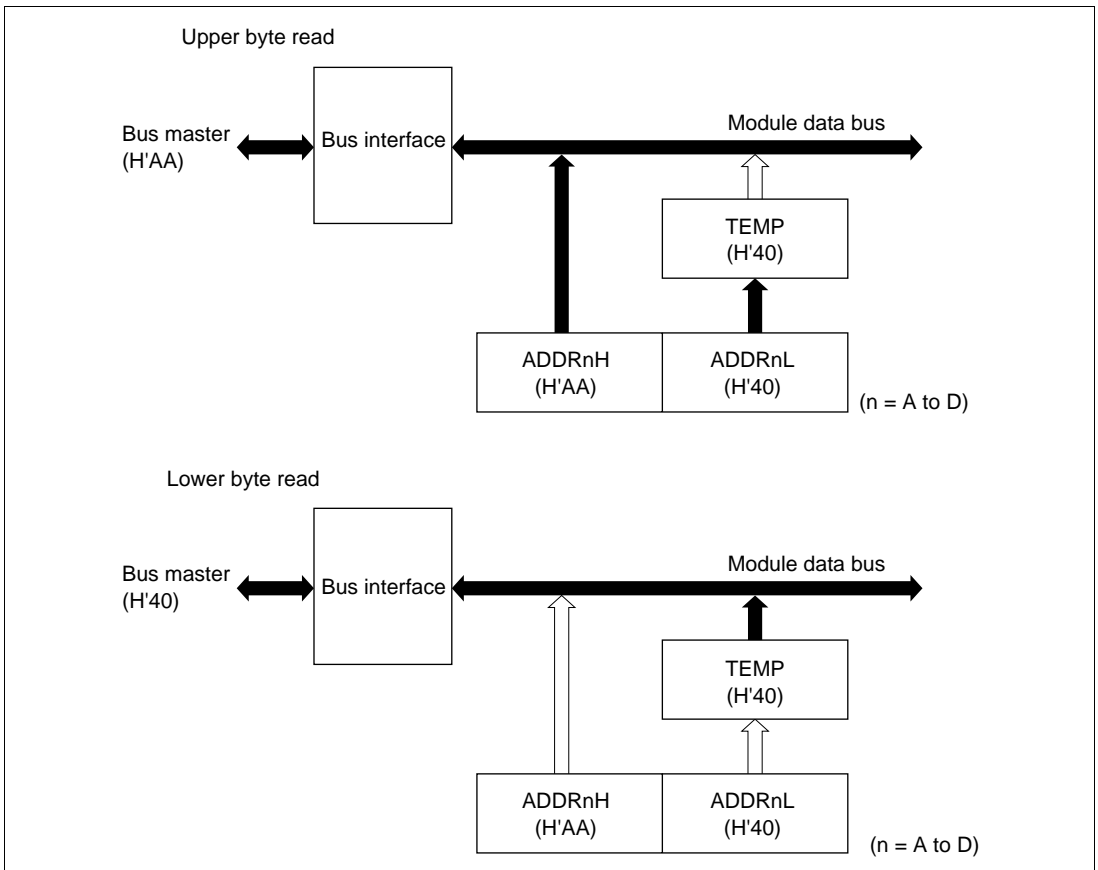 Upper byte read
Bus master
(H'AA)
Bus interface
Module data bus
TEMP
(H'40)
ADDRnH
(H'AA)
ADDRnL
(H'40)
(n = A to D)
Lower byte read
Bus master
(H'40)
Bus interface
Module data bus
TEMP
(H'40)
ADDRnH
(H'AA)
ADDRnL
(H'40)
(n = A to D)